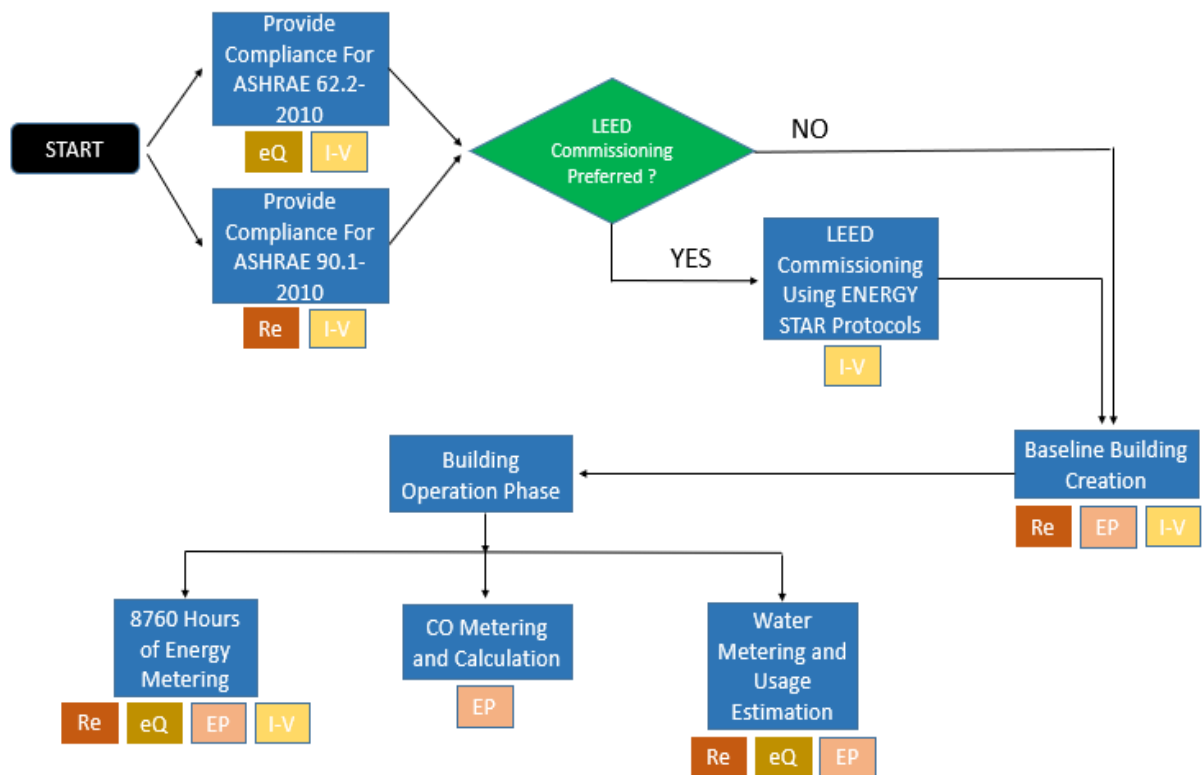 START
Provide
Compliance For
ASHRAE 62.2-
2010
eQ
I-V
Provide
Compliance For
ASHRAE 90.1-
2010
Re
I-V
LEED
Commissioning
Preferred ?
NO
YES
LEED
Commissioning
Using ENERGY
STAR Protocols
I-V
Baseline Building
Creation
Re
EP
I-V
Building
Operation Phase
8760 Hours
of Energy
Metering
Re
eQ
EP
I-V
CO Metering
and Calculation
EP
Water
Metering and
Usage
Estimation
Re
eQ
EP